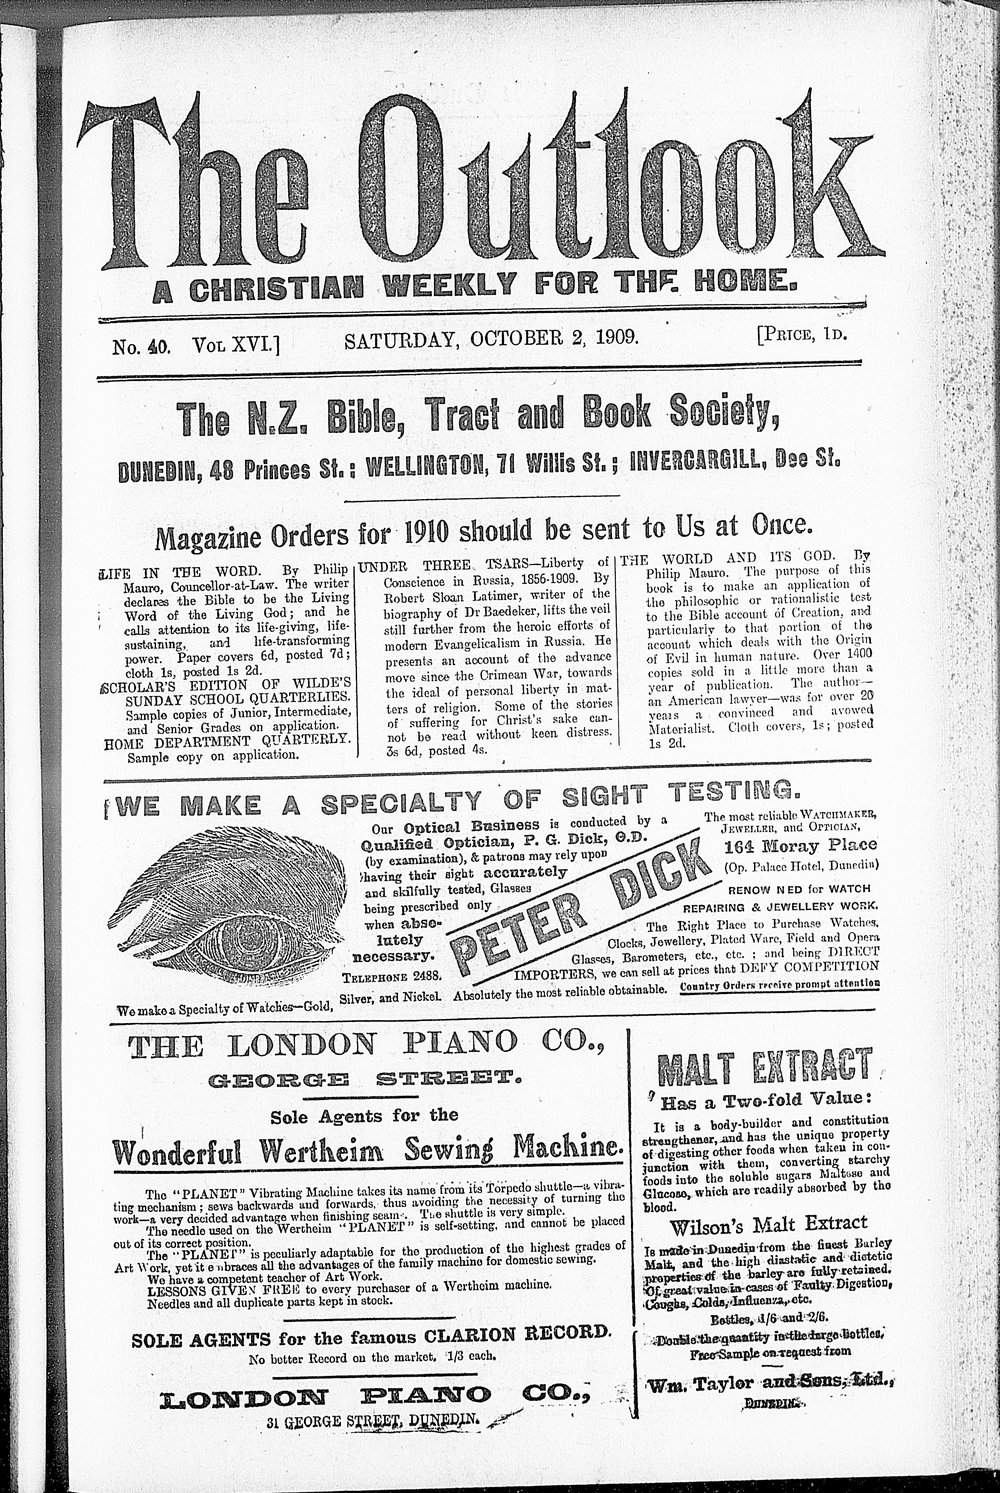 The Outlook
A CHRISTIAN WEEKLY FOR THE HOME.
No. 40. Vol XVI.] SATURDAY, OCTOBER 2, 1909. [Price, 1d.
The N.Z. Bible, Tract and Book Society,
DUNEDIN, 48 Princes St.; WELLINGTON, 71 Willis St.; INVERCARGILL, Dee St.
Magazine Orders for 1910 should be sent to Us at Once.
LIFE IN THE WORD. By Philip
Mauro, Councellor-at-Law. The writer
declares the Bible to be the Living
Word of the Living God; and he
calls attention to its life-giving, life-
sustaining, and life-transforming
power. Paper covers 6d, posted 7d;
cloth 1s, posted 1s 2d.
SCHOLAR'S EDITION OF WILDE'S
SUNDAY SCHOOL QUARTERLIES.
Sample copies of Junior, Intermediate,
and Senior Grades on application.
HOME DEPARTMENT QUARTERLY.
Sample copy on application.
UNDER THREE TSARS—Liberty of
Conscience in Russia, 1856-1909. By
Robert Sloan Latimer, writer of the
biography of Dr Baedeker, lifts the veil
still further from the heroic efforts of
modern Evangelicalism in Russia. He
presents an account of the advance
move since the Crimean War, towards
the ideal of personal liberty in mat-
ters of religion. Some of the stories
of suffering for Christ's sake can-
not be read without keen distress.
3s 6d, posted 4s.
THE WORLD AND ITS GOD. By
Philip Mauro. The purpose of this
book is to make an application of
the philosophic or rationalistic test
to the Bible account of Creation, and
particularly to that portion of the
account which deals with the Origin
of Evil in human nature. Over 1400
copies sold in a little more than a
year of publication. The author—
an American lawyer—was for over 20
years a convinced and avowed
Materialist. Cloth covers, 1s; posted
1s 2d.
WE MAKE A SPECIALTY OF SIGHT TESTING.
Our Optical Business is conducted by a
Qualified Optician, P. G. Dick, O.D.
(by examination), & patrons may rely upon
having their sight accurately
and skilfully tested, Glasses
being prescribed only
when abso-
lutely
necessary.
Telephone 2488.
PETER DICK
The most reliable Watchmaker,
Jeweller, and Optician,
164 Moray Place
(Op. Palace Hotel, Dunedin)
RENOWNED for WATCH
REPAIRING & JEWELLERY WORK.
The Right Place to Purchase Watches,
Clocks, Jewellery, Plated Ware, Field and Opera
Glasses, Barometers, etc., etc.; and being DIRECT
IMPORTERS, we can sell at prices that DEFY COMPETITION
We make a Specialty of Watches—Gold, Silver, and Nickel. Absolutely the most reliable obtainable. Country Orders receive prompt attention
THE LONDON PIANO CO.,
GEORGE STREET.
Sole Agents for the
Wonderful Wertheim Sewing Machine.
The "PLANET" Vibrating Machine takes its name from its Torpedo shuttle—a vibra-
ting mechanism; sews backwards and forwards, thus avoiding the necessity of turning the
work—a very decided advantage when finishing seams. The shuttle is very simple.
The needle used on the Wertheim "PLANET" is self-setting, and cannot be placed
out of its correct position.
The "PLANET" is peculiarly adaptable for the production of the highest grades of
Art Work, yet it embraces all the advantages of the family machine for domestic sewing.
We have a competent teacher of Art Work.
LESSONS GIVEN FREE to every purchaser of a Wertheim machine.
Needles and all duplicate parts kept in stock.
SOLE AGENTS for the famous CLARION RECORD.
No better Record on the market, 1/3 each.
LONDON PIANO CO.,
31 GEORGE STREET, DUNEDIN.
MALT EXTRACT
Has a Two-fold Value:
It is a body-builder and constitution
strengthener, and has the unique property
of digesting other foods when taken in con-
junction with them, converting starchy
foods into the soluble sugars Maltose and
Glucose, which are readily absorbed by the
blood.
Wilson's Malt Extract
Is made in Dunedin from the finest Barley
Malt, and the high diastatic and dietetic
properties of the barley are fully retained.
Of great value in cases of Faulty Digestion,
Coughs, Colds, Influenza, etc.
Bottles, 1/6 and 2/6.
Double the quantity in the large bottles.
Free Sample on request from
Wm. Taylor and Sons, Ltd.,
DUNEDIN.